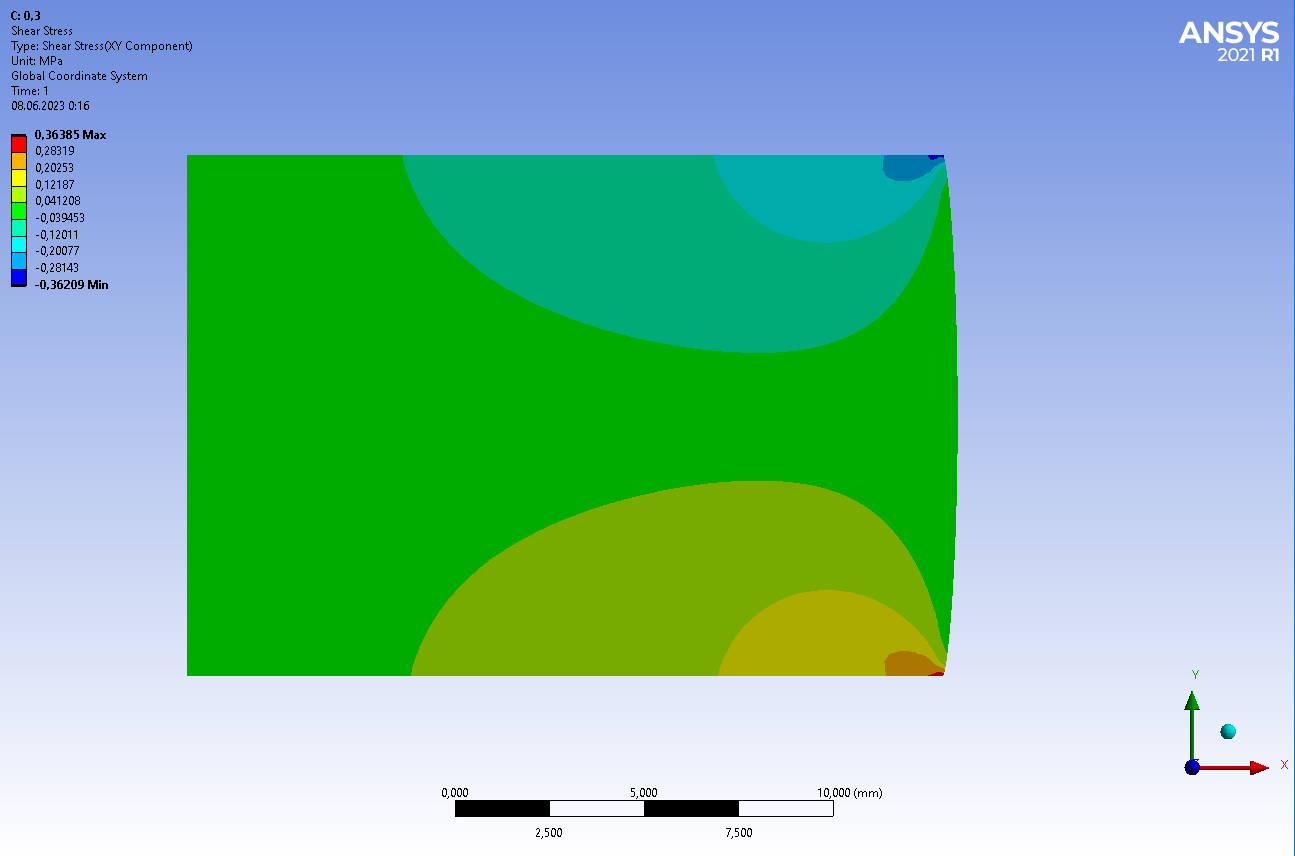 C: 0,3
Shear Stress
Type: Shear Stress(XY Component)
Unit: MPa
Global Coordinate System
Time: 1
08.06.2023 0:16
0,36385 Max
0,28319
0,20253
0,12187
0,041208
-0,039453
-0,12011
-0,20077
-0,28143
-0,36209 Min
ANSYS
2021 R1
Y
X
0,000 5,000 10,000 (mm)
2,500 7,500